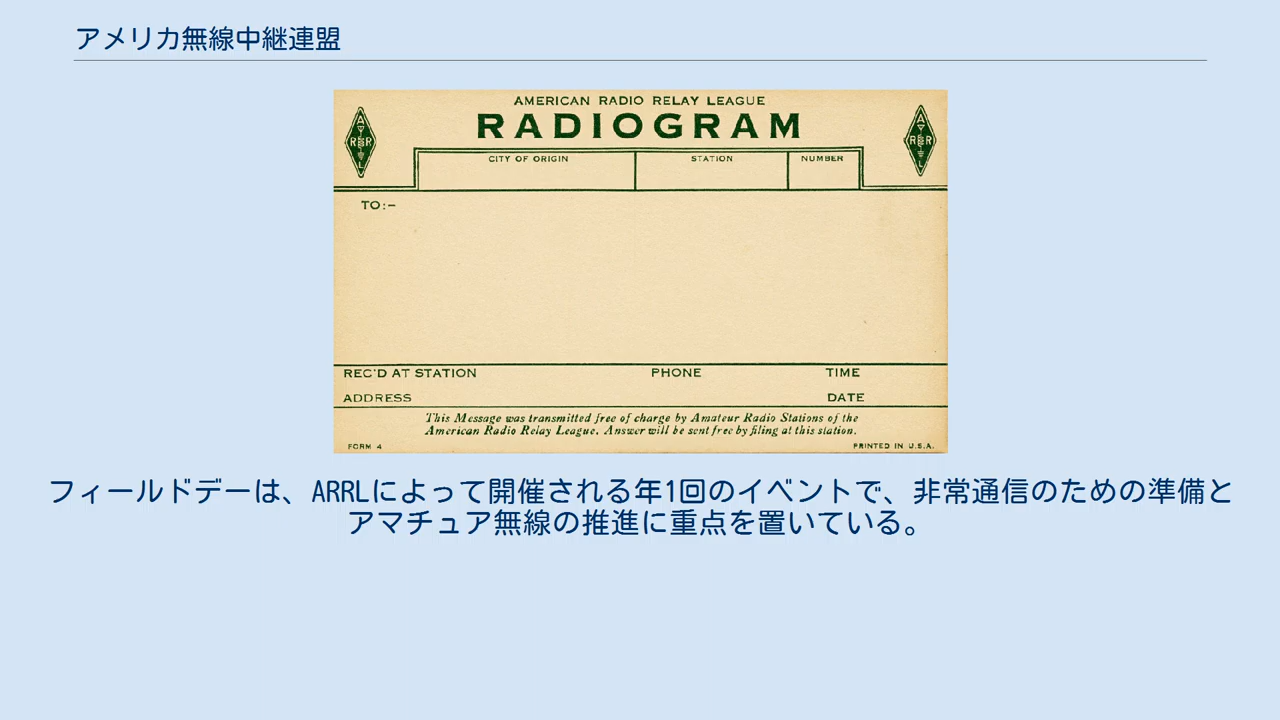 アメリカ無線中継連盟
AMERICAN RADIO RELAY LEAGUE
RADIOGRAM
CITY OF ORIGIN STATION NUMBER
TO:-
REC'D AT STATION PHONE TIME
ADDRESS DATE
This Message was transmitted free of charge by Amateur Radio Stations of the
American Radio Relay League. Answer will be sent free by filing at this station.
FORM 4 PRINTED IN U.S.A.
フィールドデーは、ARRLによって開催される年1回のイベントで、非常通信のための準備と
アマチュア無線の推進に重点を置いている。